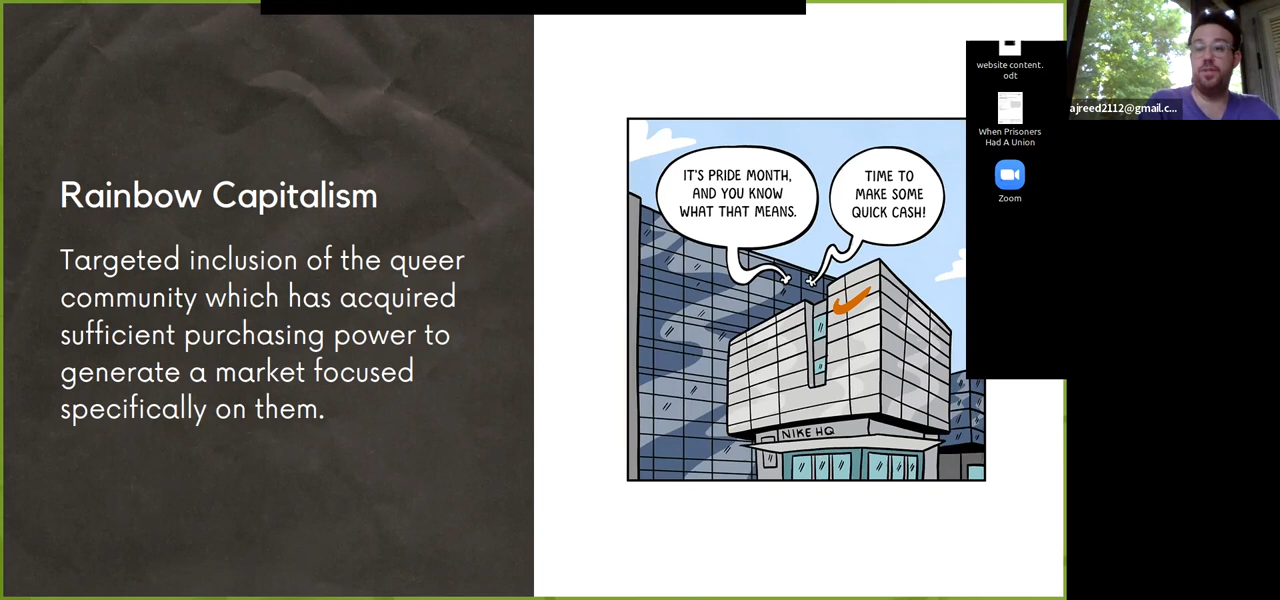 Rainbow Capitalism
Targeted inclusion of the queer
community which has acquired
sufficient purchasing power to
generate a market focused
specifically on them.
IT'S PRIDE MONTH,
AND YOU KNOW
WHAT THAT MEANS.
TIME TO
MAKE SOME
QUICK CASH!
NIKE HQ
website content.
odt
When Prisoners
Had A Union
Zoom
ajreed2112@gmail.c...